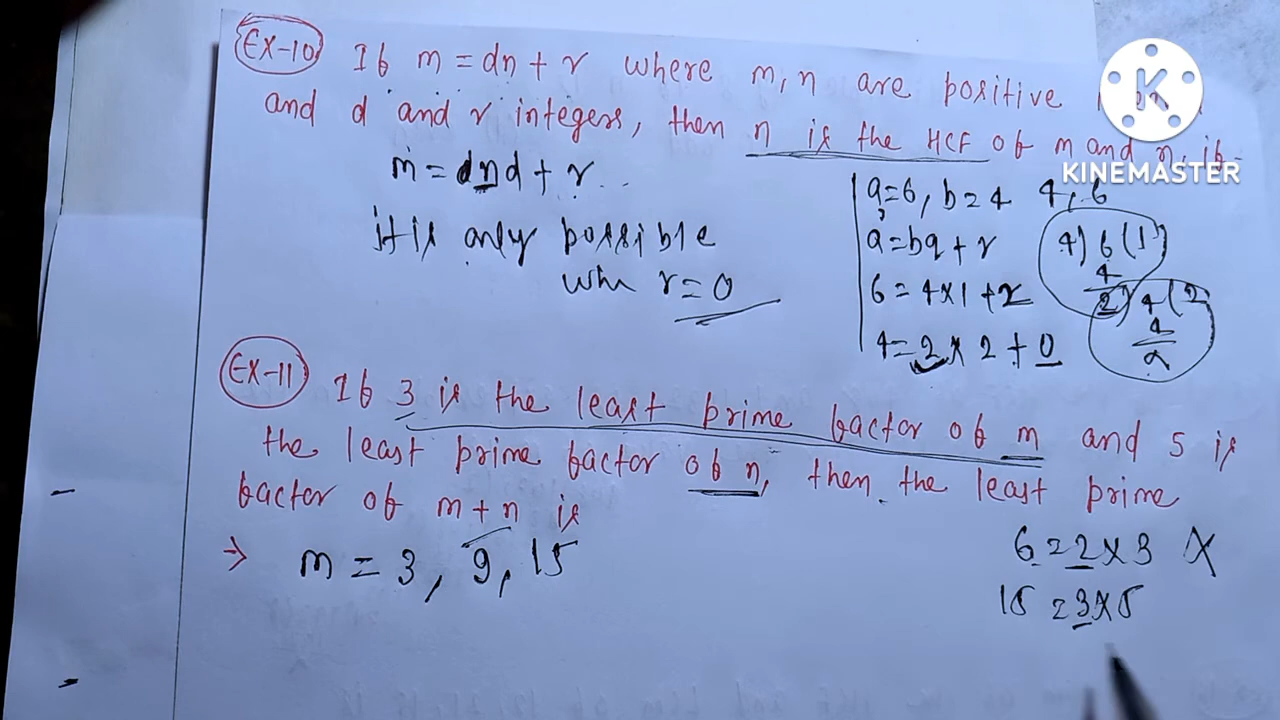 EX-10 If m = dn + r where m, n are positive
and d and r integers, then n is the HCF of m and n, if
m = dnd + r
it is only possible
whe r = 0
a = 6, b = 4 4, 6
a = bq + r
6 = 4 × 1 + 2
4 = 2 × 2 + 0
4) 6 (1
4
2) 4 (2
4
KINEMASTER
EX-11 If 3 is the least prime factor of m and 5 is
the least prime factor of n, then the least prime
factor of m + n is
→ m = 3, 9, 15
6 = 2 × 3 X
15 = 3 × 5